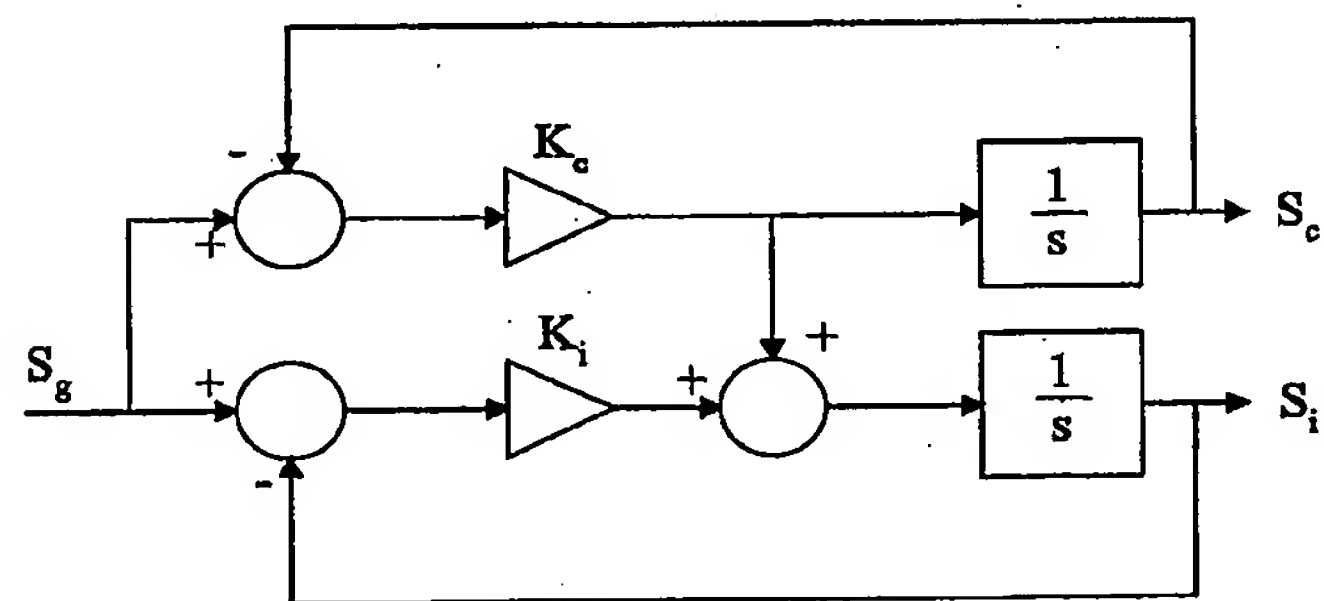 -
K_c
1
s
S_c
+
K_i
+
S_g
+
+
1
s
S_i
-